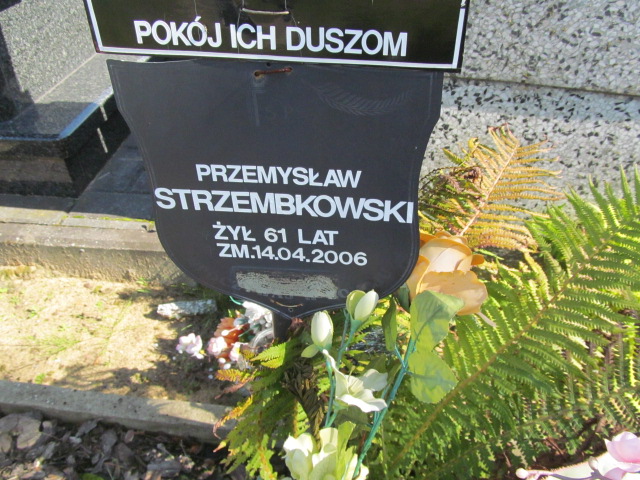 POKÓJ ICH DUSZOM
PRZEMYSŁAW
STRZEMBKOWSKI
ŻYŁ 61 LAT
ZM.14.04.2006